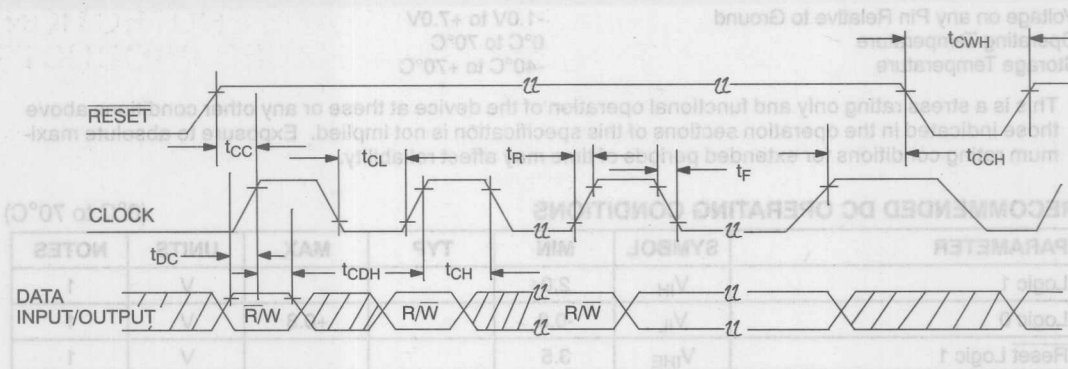 Voltage on any Pin Relative to Ground -1.0V to +7.0V
Operating Temperature 0°C to 70°C
Storage Temperature -40°C to +70°C
This is a stress rating only and functional operation of the device at these or any other conditions above
those indicated in the operation sections of this specification is not implied. Exposure to absolute maxi-
mum rating conditions for extended periods of time may affect reliability.
tCWH
RESET
tCC
tCL
tR
tF
tCCH
CLOCK
RECOMMENDED DC OPERATING CONDITIONS (0°C to 70°C)
PARAMETER SYMBOL MIN TYP MAX UNITS NOTES
tDC
tCDH
tCH
Logic 1 VIH 2.0 V 1
DATA
INPUT/OUTPUT
R/W R/W R/W
Logic 0 VIL V 1
Reset Logic 1 VIHE 3.5 V 1